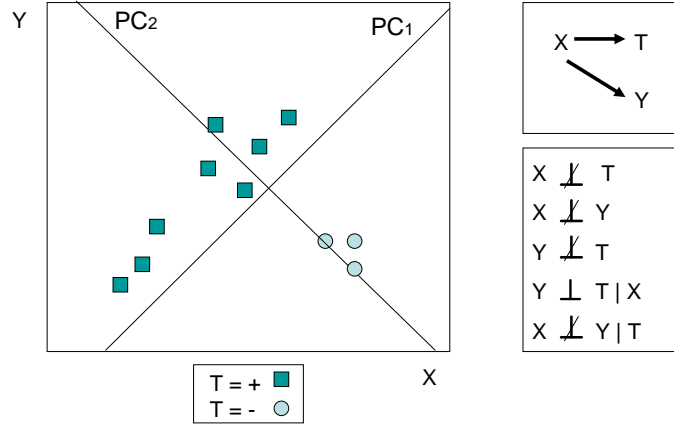 Y
PC2
PC1
X
T = +
T = -
X T
Y
X ⊥̸ T
X ⊥̸ Y
Y ⊥̸ T
Y ⊥ T | X
X ⊥̸ Y | T